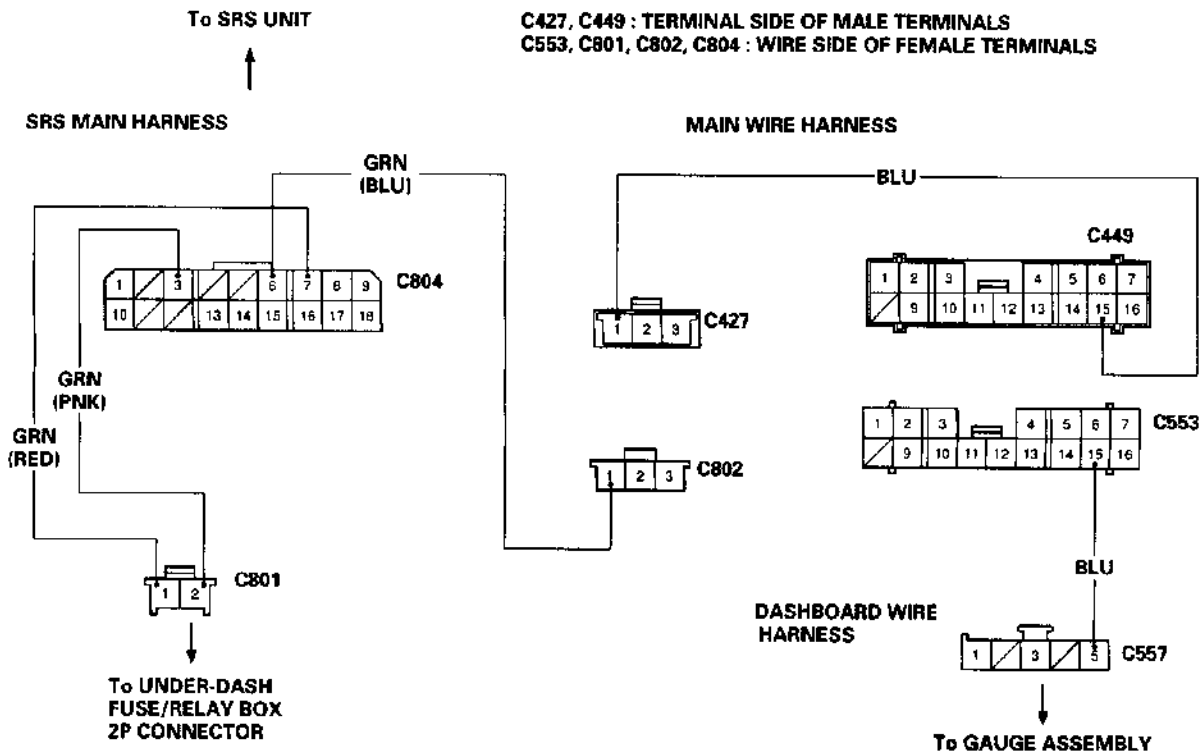 To SRS UNIT
C427, C449 : TERMINAL SIDE OF MALE TERMINALS
C553, C801, C802, C804 : WIRE SIDE OF FEMALE TERMINALS
SRS MAIN HARNESS
MAIN WIRE HARNESS
GRN
(BLU)
BLU
C449
1 3 6 7 8 9
10 13 14 15 16 17 18
C804
1 2 3 4 5 6 7
9 10 11 12 13 14 15 16
1 2 3
C427
GRN
(PNK)
GRN
(RED)
1 2 3 4 5 6 7
9 10 11 12 13 14 15 16
C553
1 2 3
C802
BLU
1 2
C801
DASHBOARD WIRE
HARNESS
1 3 5
C557
To UNDER-DASH
FUSE/RELAY BOX
2P CONNECTOR
To GAUGE ASSEMBLY